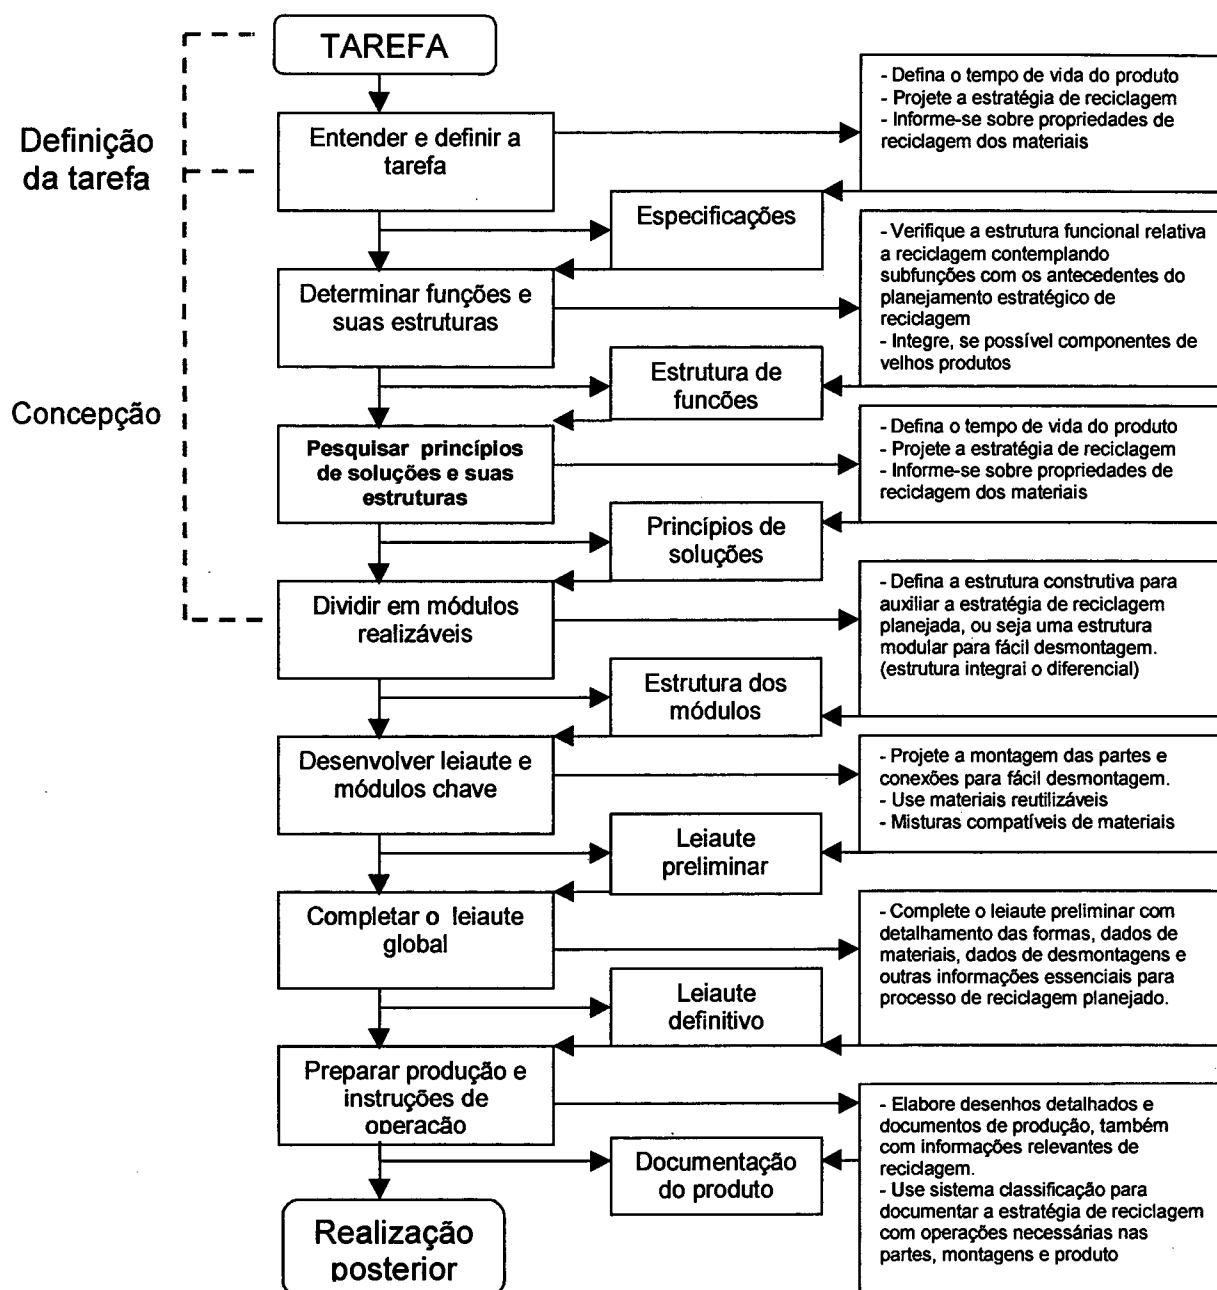 TAREFA
Definição
da tarefa
Entender e definir a
tarefa
- Defina o tempo de vida do produto
- Projete a estratégia de reciclagem
- Informe-se sobre propriedades de
reciclagem dos materiais
Especificações
Determinar funções e
suas estruturas
- Verifique a estrutura funcional relativa
a reciclagem contemplando
subfunções com os antecedentes do
planejamento estratégico de
reciclagem
- Integre, se possível componentes de
velhos produtos
Estrutura de
funcões
Concepção
Pesquisar princípios
de soluções e suas
estruturas
- Defina o tempo de vida do produto
- Projete a estratégia de reciclagem
- Informe-se sobre propriedades de
reciclagem dos materiais
Princípios de
soluções
Dividir em módulos
realizáveis
- Defina a estrutura construtiva para
auxiliar a estratégia de reciclagem
planejada, ou seja uma estrutura
modular para fácil desmontagem.
(estrutura integral o diferencial)
Estrutura dos
módulos
Desenvolver leiaute e
módulos chave
- Projete a montagem das partes e
conexões para fácil desmontagem.
- Use materiais reutilizáveis
- Misturas compatíveis de materiais
Leiaute
preliminar
Completar o leiaute
global
- Complete o leiaute preliminar com
detalhamento das formas, dados de
materiais, dados de desmontagens e
outras informações essenciais para
processo de reciclagem planejado.
Leiaute
definitivo
Preparar produção e
instruções de
operação
- Elabore desenhos detalhados e
documentos de produção, também
com informações relevantes de
reciclagem.
- Use sistema classificação para
documentar a estratégia de reciclagem
com operações necessárias nas
partes, montagens e produto
Documentação
do produto
Realização
posterior